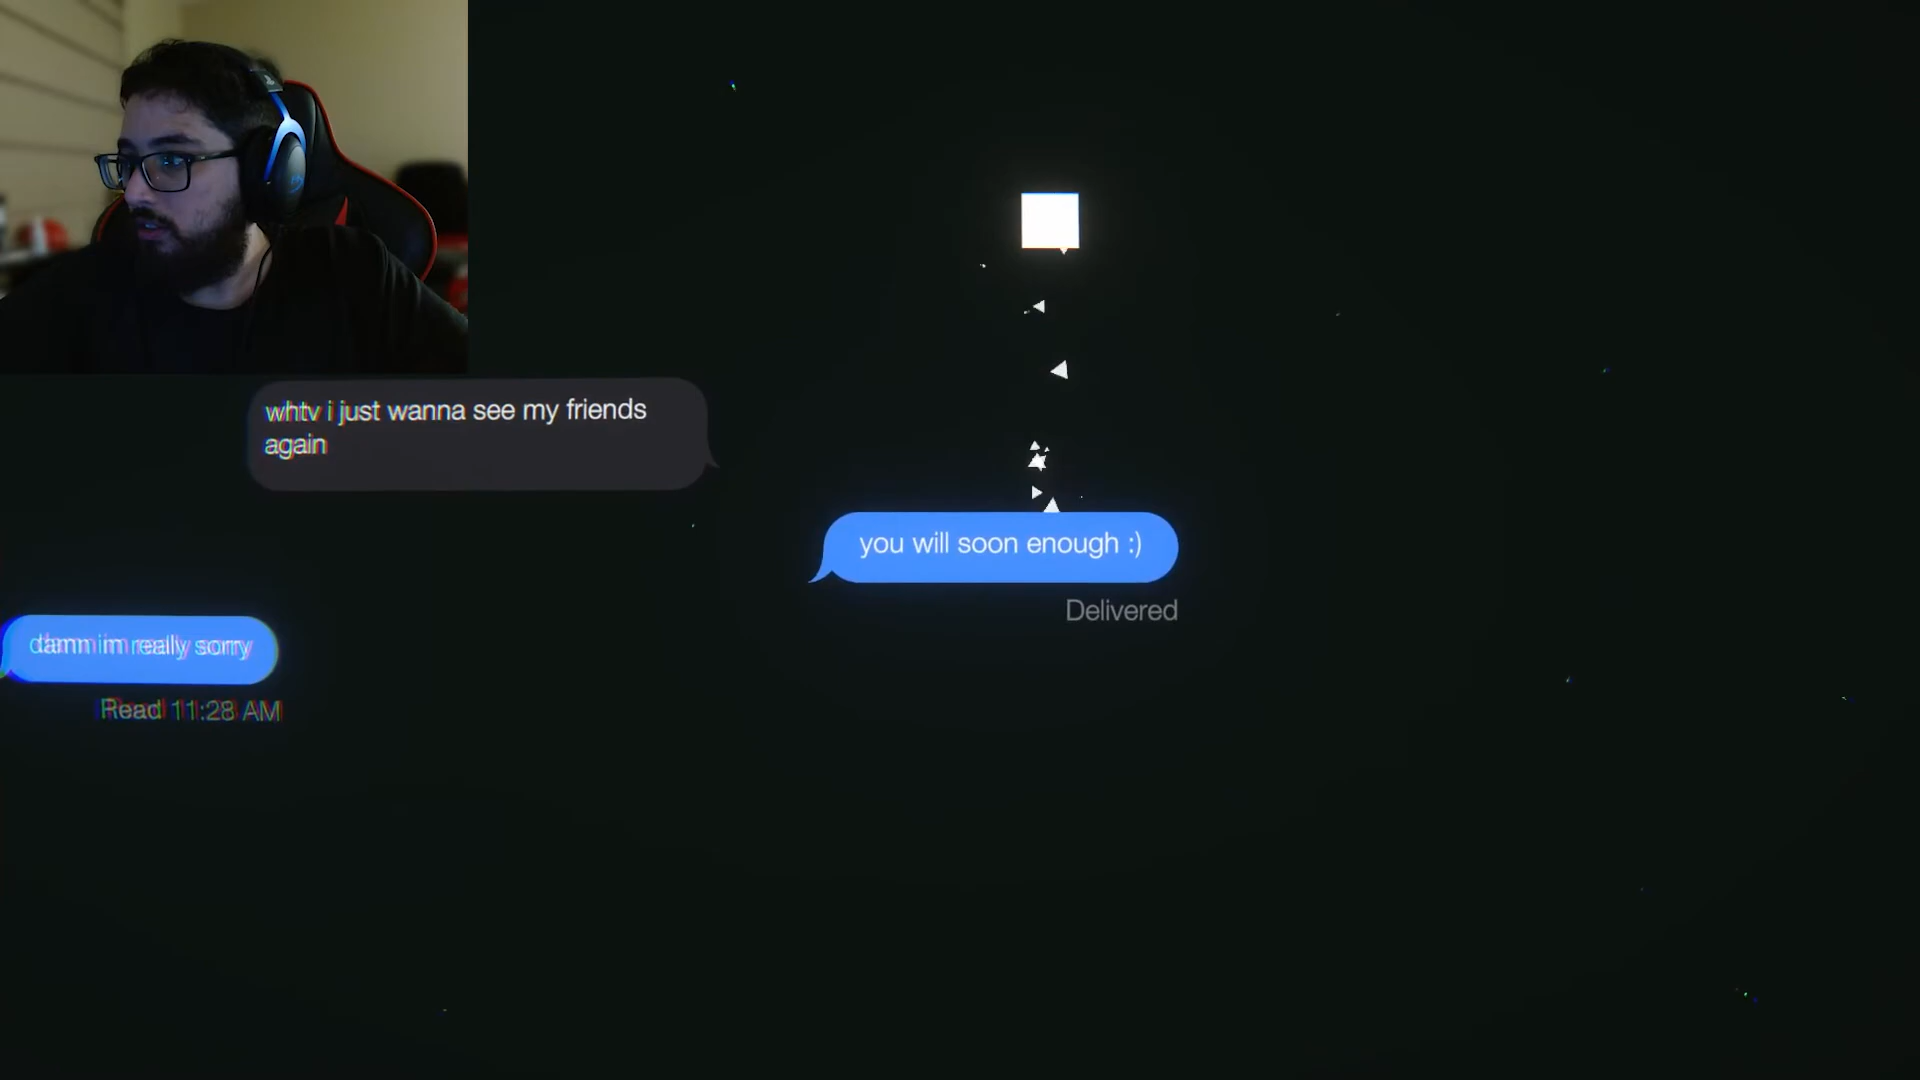 whtv i just wanna see my friends
again
you will soon enough :)
Delivered
damn im really sorry
Read 11:28 AM